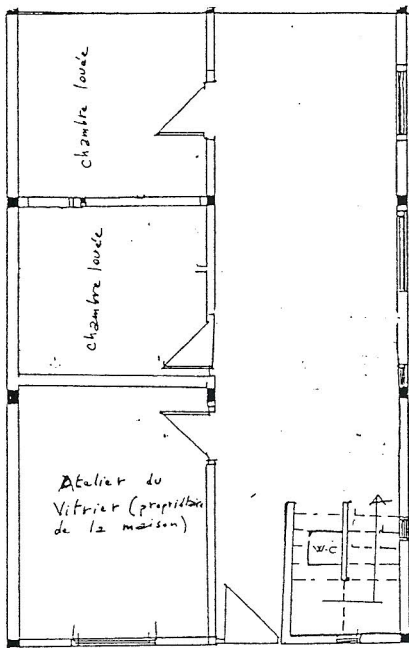 chambre louée
chambre louée
Atelier du
Vitrier (propriétaire
de la maison)
W.C